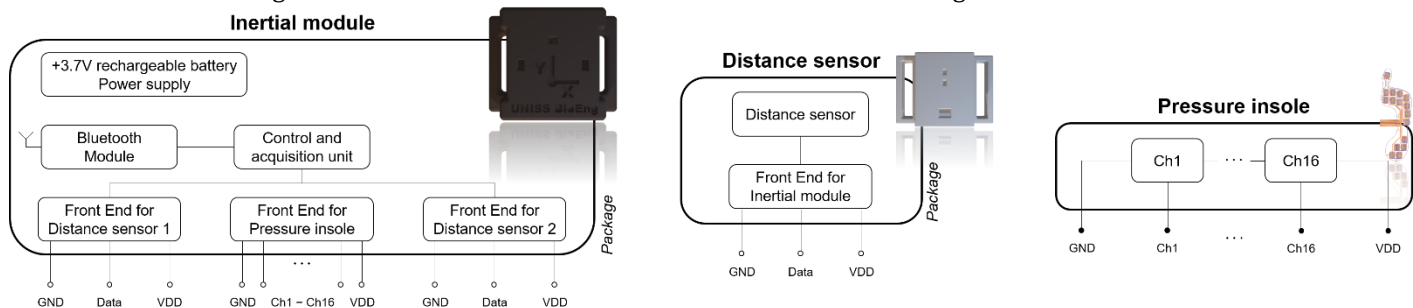 Inertial module
+3.7V rechargeable battery
Power supply
Bluetooth
Module
Control and
acquisition unit
Front End for
Distance sensor 1
Front End for
Pressure insole
Front End for
Distance sensor 2
Package
...
GND
Data
VDD
GND
Ch1 – Ch16
VDD
GND
Data
VDD
Y
X
UNISS BioEng
Distance sensor
Distance sensor
Front End for
Inertial module
Package
GND
Data
VDD
Pressure insole
Ch1
...
Ch16
GND
Ch1
...
Ch16
VDD